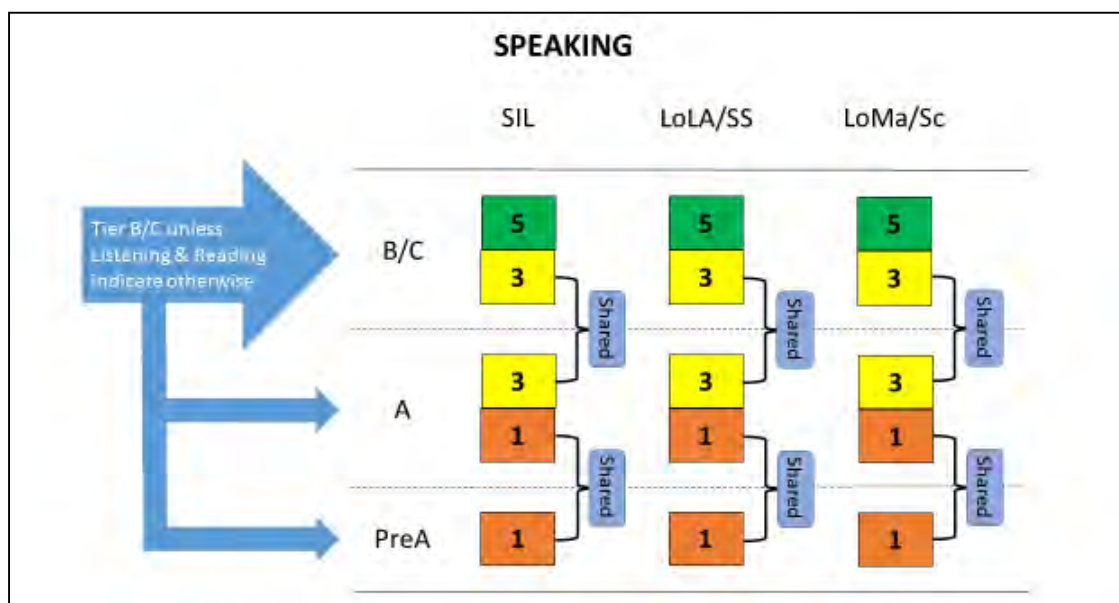 SPEAKING
SIL LoLA/SS LoMa/Sc
Tier B/C unless
Listening & Reading
indicate otherwise
B/C
5 5 5
3 3 3
Shared Shared Shared
A
3 3 3
1 1 1
Shared Shared Shared
PreA
1 1 1